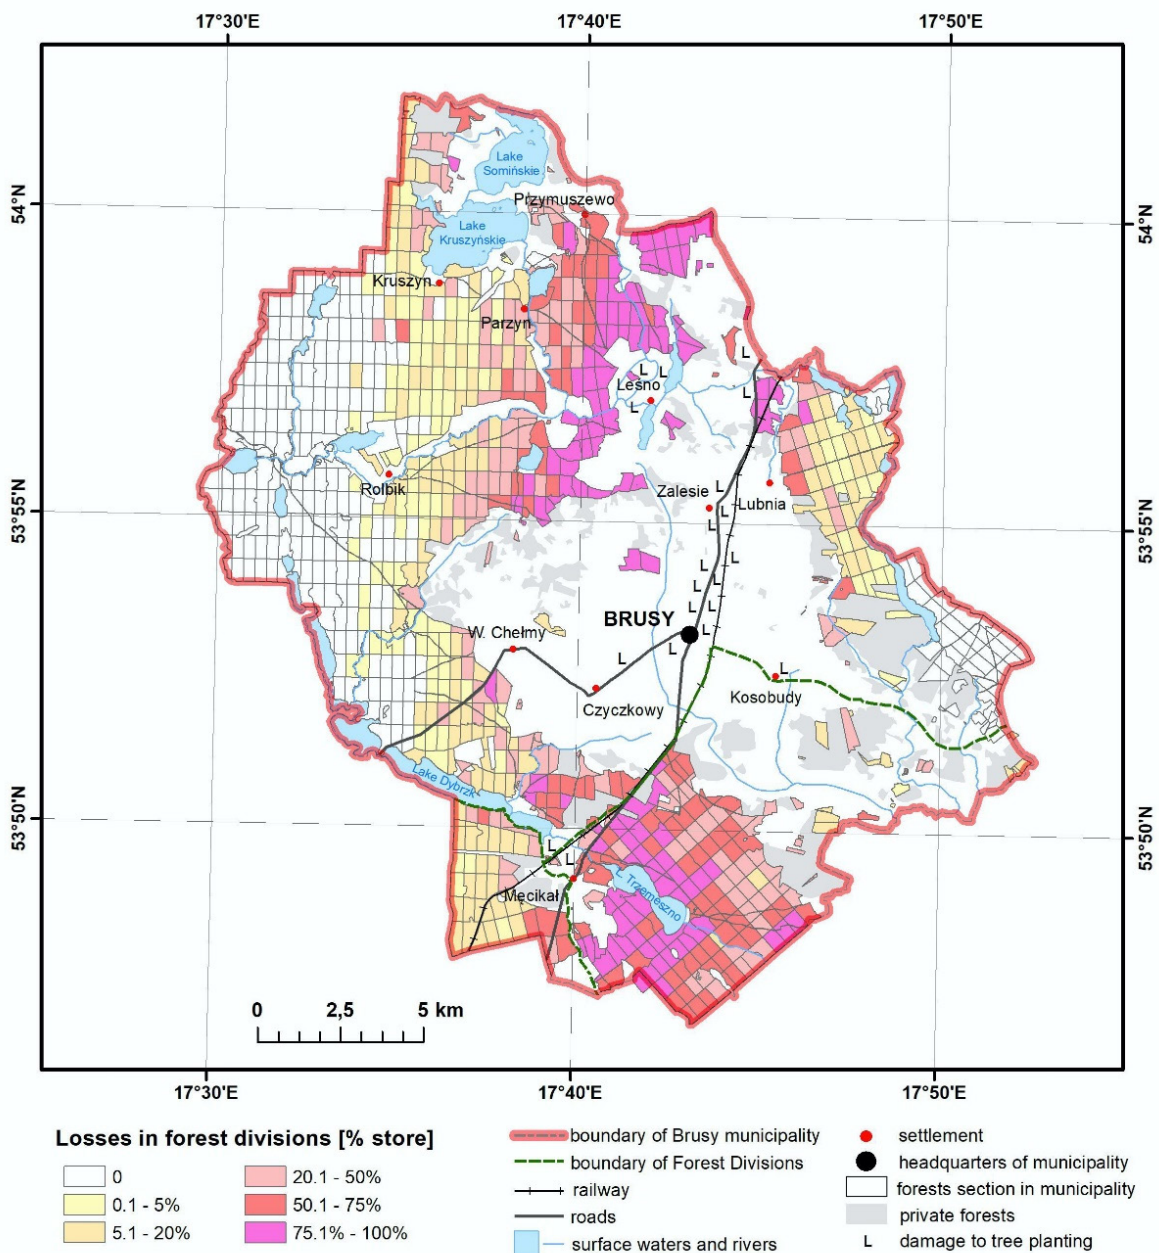 17°30'E 17°40'E 17°50'E
54°N
54°N
53°55'N
53°55'N
53°50'N
53°50'N
Lake
Somińskie
Przymuszewo
Lake
Kruszyńskie
Kruszyn
Parzyn
L
L L
Leśno
L
L
Rolbik
Zalesie
L
L
L
Lubnia
L
L
L
L
L
BRUSY
L
L
L
W. Chełmy
L
L
Czyczkowy
Kosobudy
Lake Dybrzk
L
L
Męcikał
L. Trzemeszno
0 2,5 5 km
17°30'E 17°40'E 17°50'E
Losses in forest divisions [% store]
0
0.1 - 5%
5.1 - 20%
20.1 - 50%
50.1 - 75%
75.1% - 100%
boundary of Brusy municipality
boundary of Forest Divisions
railway
roads
surface waters and rivers
settlement
headquarters of municipality
forests section in municipality
private forests
L damage to tree planting